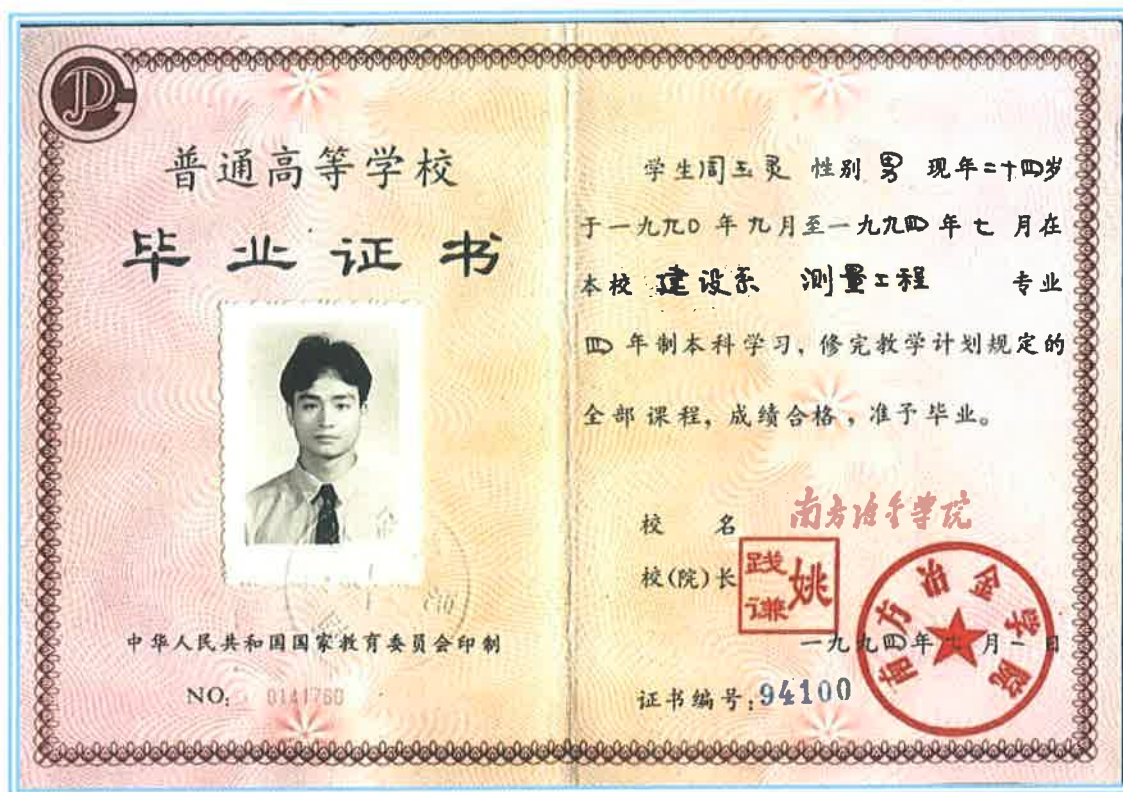 普通高等学校
毕业证书
中华人民共和国国家教育委员会印制
NO: 0141760
学生周玉灵 性别 男 现年二十四岁
于一九九0年九月至一九九四年七月在
本校 建设系 测量工程 专业
四年制本科学习，修完教学计划规定的
全部课程，成绩合格，准予毕业。
校名 南方冶金学院
校(院)长 姚践谦
一九九四年七月一日
南方冶金学院
证书编号：94100